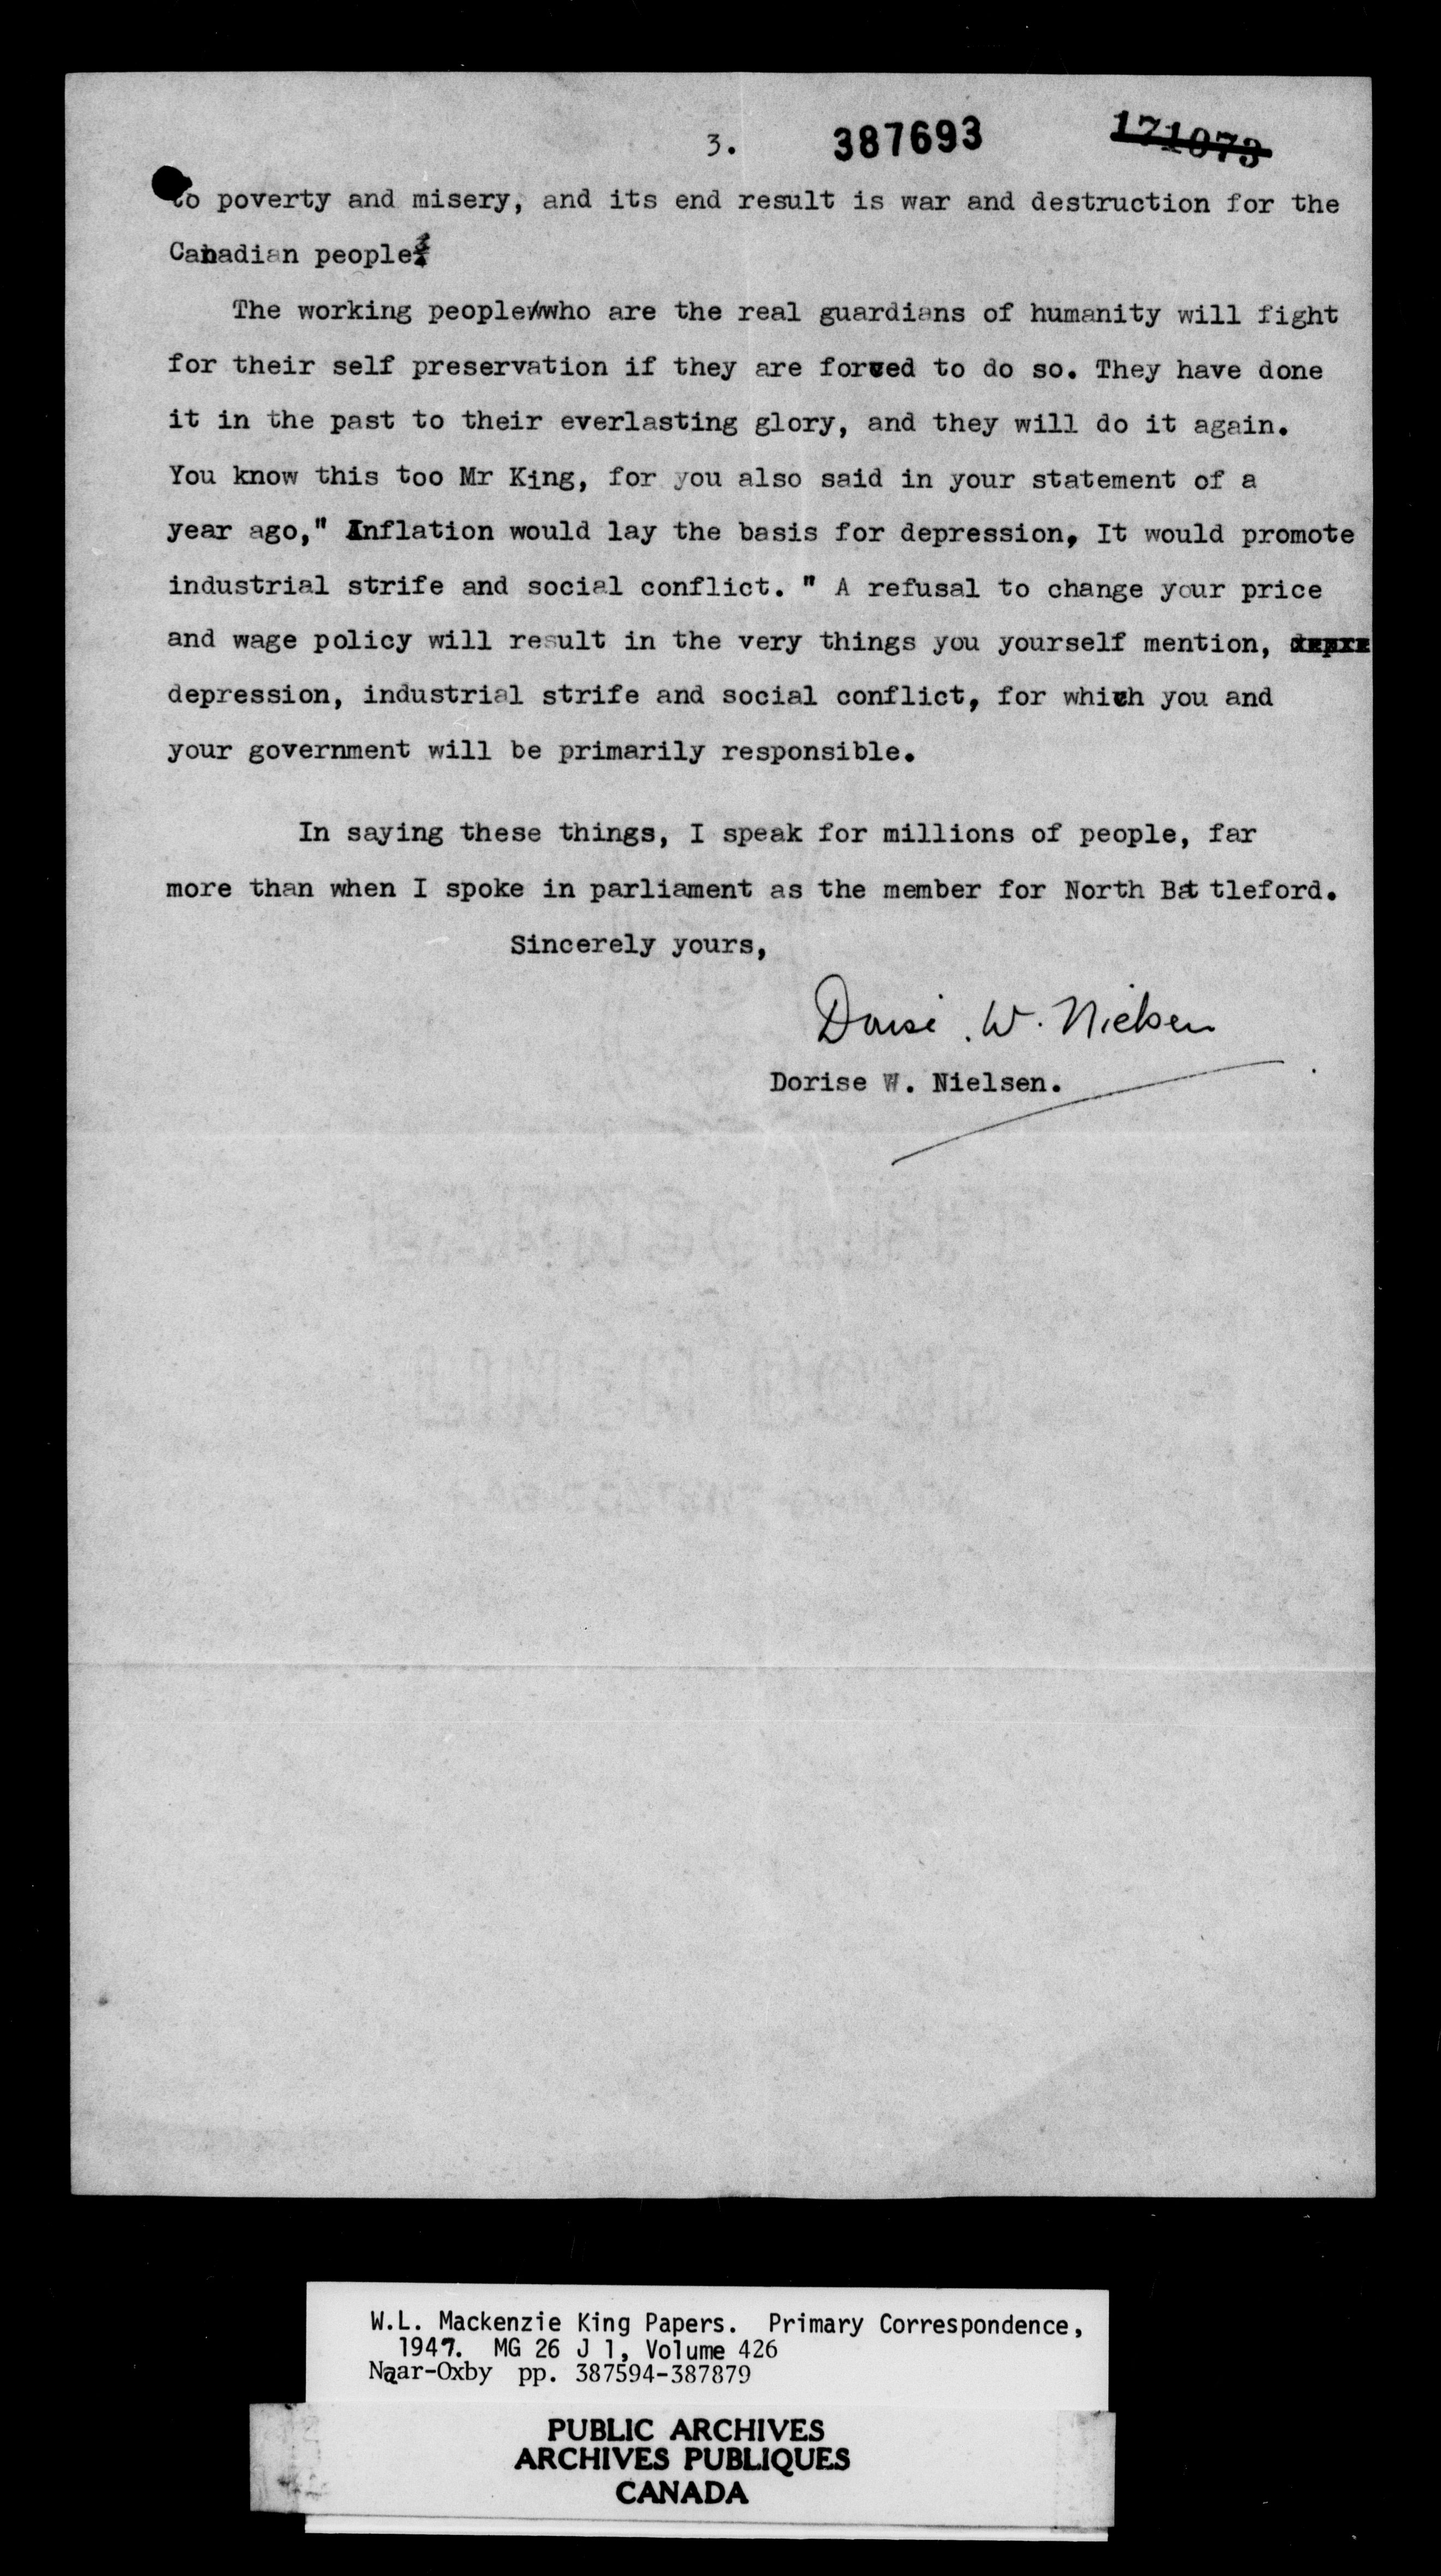 3. 387693 171073
to poverty and misery, and its end result is war and destruction for the
Canadian people.
The working people who are the real guardians of humanity will fight
for their self preservation if they are forced to do so. They have done
it in the past to their everlasting glory, and they will do it again.
You know this too Mr King, for you also said in your statement of a
year ago," Inflation would lay the basis for depression, It would promote
industrial strife and social conflict. " A refusal to change your price
and wage policy will result in the very things you yourself mention,
depression, industrial strife and social conflict, for which you and
your government will be primarily responsible.
In saying these things, I speak for millions of people, far
more than when I spoke in parliament as the member for North Bat tleford.
Sincerely yours,
Dorise. W. Nielsen
Dorise W. Nielsen.
W.L. Mackenzie King Papers. Primary Correspondence,
1947. MG 26 J 1, Volume 426
Naar-Oxby pp. 387594-387879
PUBLIC ARCHIVES
ARCHIVES PUBLIQUES
CANADA